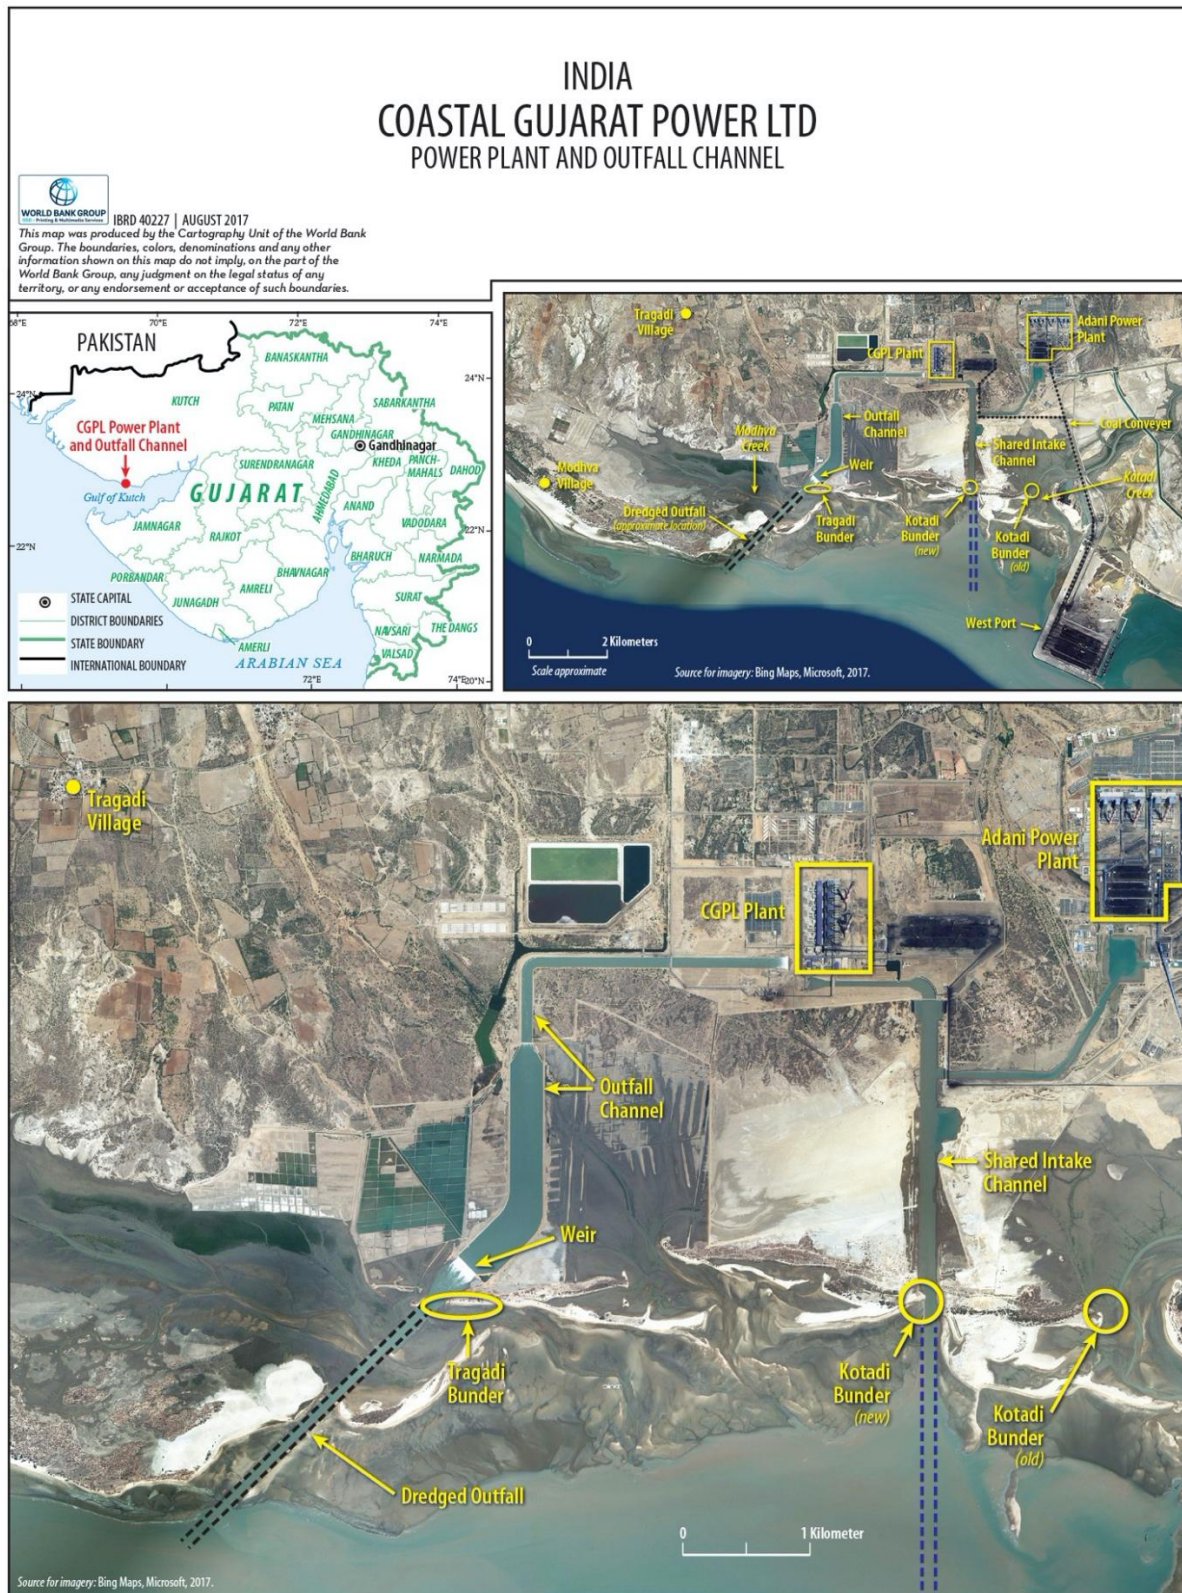 INDIA
COASTAL GUJARAT POWER LTD
POWER PLANT AND OUTFALL CHANNEL
WORLD BANK GROUP
IBRD 40227 | AUGUST 2017
This map was produced by the Cartography Unit of the World Bank
Group. The boundaries, colors, denominations and any other
information shown on this map do not imply, on the part of the
World Bank Group, any judgment on the legal status of any
territory, or any endorsement or acceptance of such boundaries.
68°E
70°E
72°E
74°E
PAKISTAN
BANASKANTHA
24°N
24°N
KUTCH
PATAN
SABARKANTHA
MEHSANA
CGPL Power Plant
and Outfall Channel
GANDHINAGAR
Gandhinagar
SURENDRANAGAR
KHEDA
PANCH-
MAHALS
DAHOD
Gulf of Kutch
GUJARAT
AHMEDABAD
ANAND
JAMNAGAR
VADODARA
RAJKOT
22°N
22°N
BHARUCH
NARMADA
PORBANDAR
BHAVNAGAR
AMRELI
JUNAGADH
SURAT
STATE CAPITAL
DISTRICT BOUNDARIES
STATE BOUNDARY
INTERNATIONAL BOUNDARY
NAVSARI
THE DANGS
AMERLI
VALSAD
ARABIAN SEA
72°E
74°E
20°N
Tragadi
Village
Adani Power
Plant
CGPL Plant
Outfall
Channel
Coal Conveyer
Modhva
Creek
Shared Intake
Channel
Weir
Modhva
Village
Kotadi
Creek
Dredged Outfall
(approximate location)
Tragadi
Bunder
Kotadi
Bunder
(new)
Kotadi
Bunder
(old)
West Port
0
2 Kilometers
Scale approximate
Source for imagery: Bing Maps, Microsoft, 2017.
Tragadi
Village
Adani Power
Plant
CGPL Plant
Outfall
Channel
Shared Intake
Channel
Weir
Tragadi
Bunder
Kotadi
Bunder
(new)
Kotadi
Bunder
(old)
Dredged Outfall
0
1 Kilometer
Source for imagery: Bing Maps, Microsoft, 2017.